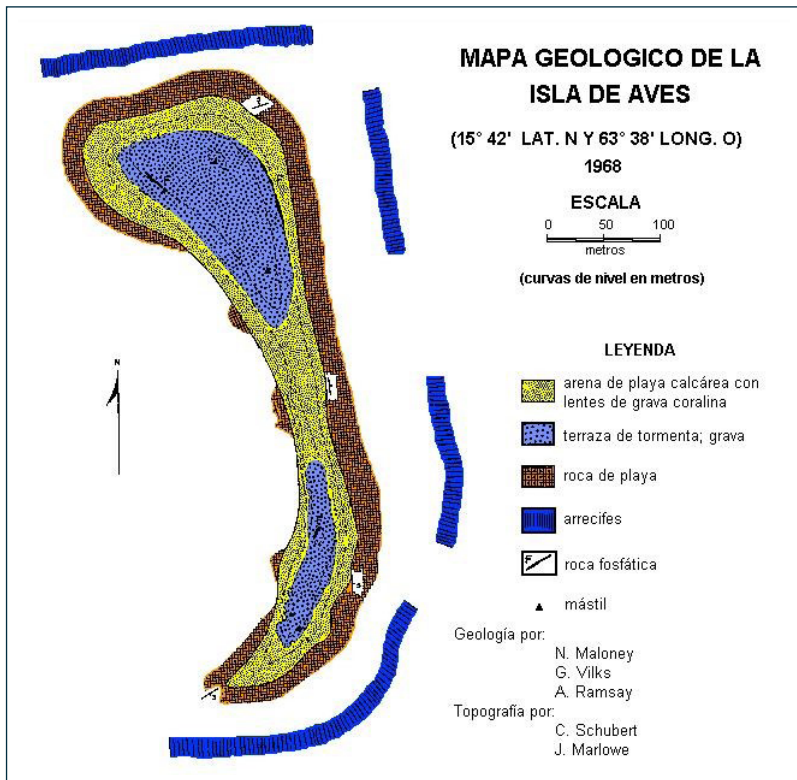 MAPA GEOLOGICO DE LA
ISLA DE AVES
(15° 42' LAT. N Y 63° 38' LONG. O)
1968
ESCALA
0 50 100
metros
(curvas de nivel en metros)
N
LEYENDA
arena de playa calcárea con
lentes de grava coralina
terraza de tormenta; grava
roca de playa
arrecifes
F
roca fosfática
mástil
Geología por:
N. Maloney
G. Vilks
A. Ramsay
Topografía por:
C. Schubert
J. Marlowe